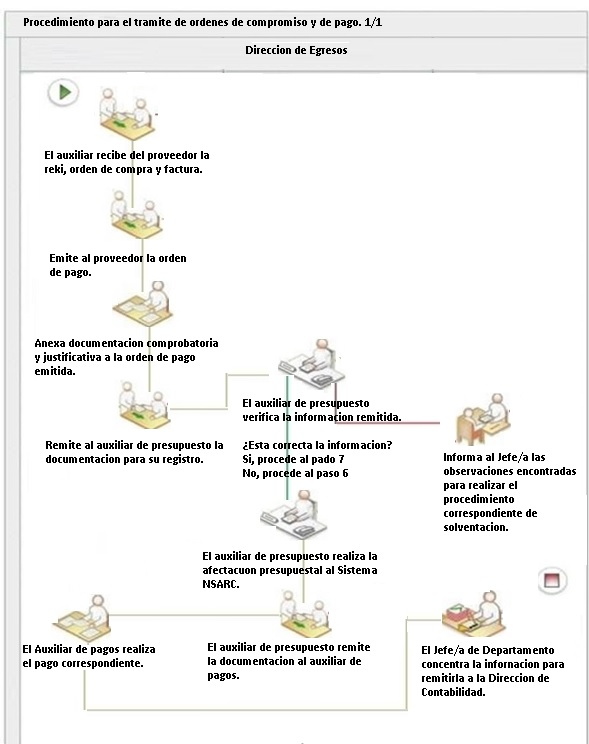 Procedimiento para el tramite de ordenes de compromiso y de pago. 1/1
Direccion de Egresos
El auxiliar recibe del proveedor la
reki, orden de compra y factura.
Emite al proveedor la orden
de pago.
Anexa documentacion comprobatoria
y justificativa a la orden de pago
emitida.
Remite al auxiliar de presupuesto la
documentacion para su registro.
El auxiliar de presupuesto
verifica la informacion remitida.
¿Esta correcta la informacion?
Si, procede al pado 7
No, procede al paso 6
Informa al Jefe/a las
observaciones encontradas
para realizar el
procedimiento
correspondiente de
solventacion.
El auxiliar de presupuesto realiza la
afectacuon presupuestal al Sistema
NSARC.
El auxiliar de presupuesto remite
la documentacion al auxiliar de
pagos.
El Auxiliar de pagos realiza
el pago correspondiente.
El Jefe/a de Departamento
concentra la infornacion para
remitirla a la Direccion de
Contabilidad.